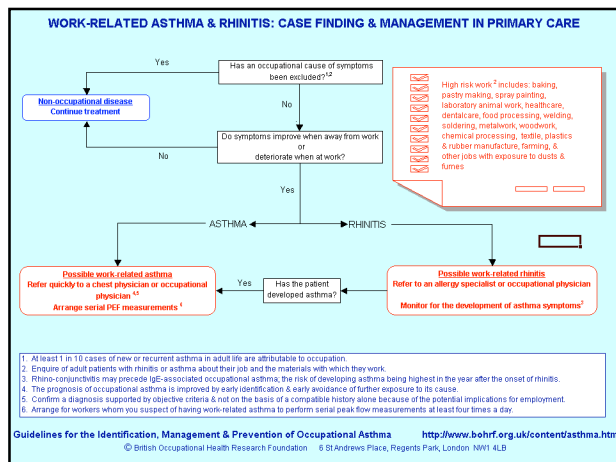 WORK-RELATED ASTHMA & RHINITIS: CASE FINDING & MANAGEMENT IN PRIMARY CARE
Has an occupational cause of symptoms
been excluded?1,2
Yes
No
Non-occupational disease
Continue treatment
High risk work2 includes: baking,
pastry making, spray painting,
laboratory animal work, healthcare,
dentalcare, food processing, welding,
soldering, metalwork, woodwork,
chemical processing, textile, plastics
& rubber manufacture, farming, &
other jobs with exposure to dusts &
fumes
Do symptoms improve when away from work
or
deteriorate when at work?
No
Yes
ASTHMA
RHINITIS
Possible work-related asthma
Refer quickly to a chest physician or occupational
physician 4,5
Arrange serial PEF measurements 6
Yes
Has the patient
developed asthma?
Possible work-related rhinitis
Refer to an allergy specialist or occupational physician
Monitor for the development of asthma symptoms3
1. At least 1 in 10 cases of new or recurrent asthma in adult life are attributable to occupation.
2. Enquire of adult patients with rhinitis or asthma about their job and the materials with which they work.
3. Rhino-conjunctivitis may precede IgE-associated occupational asthma; the risk of developing asthma being highest in the year after the onset of rhinitis.
4. The prognosis of occupational asthma is improved by early identification & early avoidance of further exposure to its cause.
5. Confirm a diagnosis supported by objective criteria & not on the basis of a compatible history alone because of the potential implications for employment.
6. Arrange for workers whom you suspect of having work-related asthma to perform serial peak flow measurements at least four times a day.
Guidelines for the Identification, Management & Prevention of Occupational Asthma http://www.bohrf.org.uk/content/asthma.htm
© British Occupational Health Research Foundation 6 St Andrews Place, Regents Park, London NW1 4LB